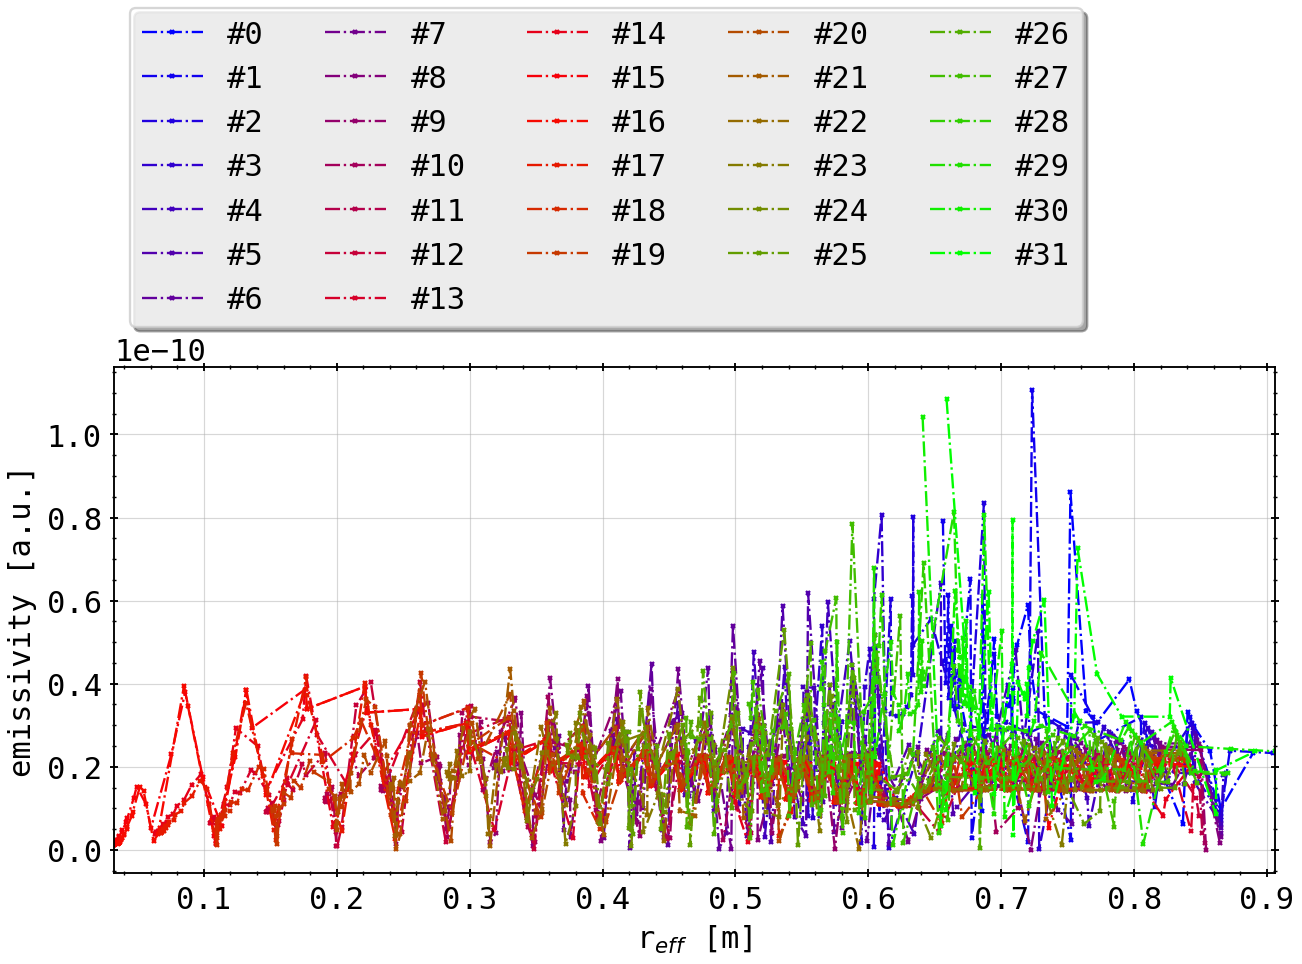 #0 #7 #14 #20 #26
#1 #8 #15 #21 #27
#2 #9 #16 #22 #28
#3 #10 #17 #23 #29
#4 #11 #18 #24 #30
#5 #12 #19 #25 #31
#6 #13
1e−10
1.0
0.8
0.6
0.4
0.2
0.0
emissivity [a.u.]
0.1 0.2 0.3 0.4 0.5 0.6 0.7 0.8 0.9
r_eff [m]